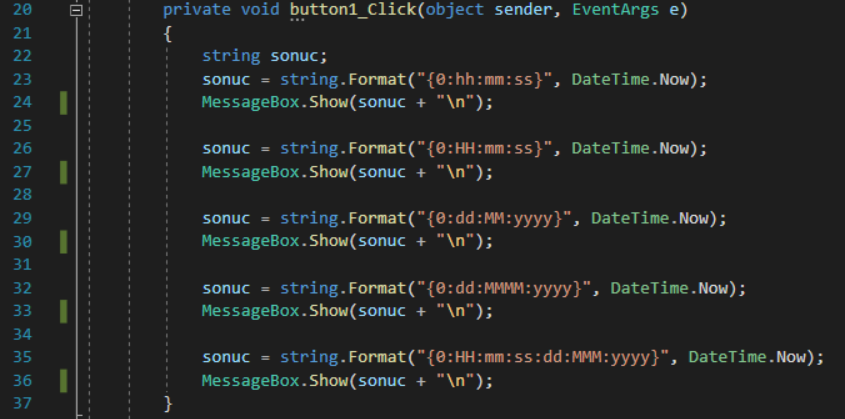 20 private void button1_Click(object sender, EventArgs e)
21 {
22 string sonuc;
23 sonuc = string.Format("{0:hh:mm:ss}", DateTime.Now);
24 MessageBox.Show(sonuc + "\n");
25
26 sonuc = string.Format("{0:HH:mm:ss}", DateTime.Now);
27 MessageBox.Show(sonuc + "\n");
28
29 sonuc = string.Format("{0:dd:MM:yyyy}", DateTime.Now);
30 MessageBox.Show(sonuc + "\n");
31
32 sonuc = string.Format("{0:dd:MMMM:yyyy}", DateTime.Now);
33 MessageBox.Show(sonuc + "\n");
34
35 sonuc = string.Format("{0:HH:mm:ss:dd:MMM:yyyy}", DateTime.Now);
36 MessageBox.Show(sonuc + "\n");
37 }